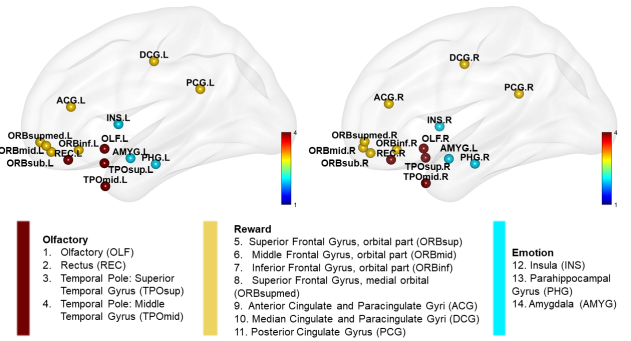 DCG.L
PCG.L
ACG.L
INS.L
ORBsupmed.L
ORBinf.L
OLF.L
ORBmid.L
REC.L
AMYG.L
PHG.L
ORBsub.L
TPOsup.L
TPOmid.L
4
1
DCG.R
PCG.R
ACG.R
INS.R
ORBsupmed.R
ORBinf.R
OLF.R
ORBmid.R
REC.R
AMYG.R
PHG.R
ORBsub.R
TPOsup.R
TPOmid.R
4
1
Olfactory
1. Olfactory (OLF)
2. Rectus (REC)
3. Temporal Pole: Superior
Temporal Gyrus (TPOsup)
4. Temporal Pole: Middle
Temporal Gyrus (TPOmid)
Reward
5. Superior Frontal Gyrus, orbital part (ORBsup)
6. Middle Frontal Gyrus, orbital part (ORBmid)
7. Inferior Frontal Gyrus, orbital part (ORBinf)
8. Superior Frontal Gyrus, medial orbital
(ORBsupmed)
9. Anterior Cingulate and Paracingulate Gyri (ACG)
10. Median Cingulate and Paracingulate Gyri (DCG)
11. Posterior Cingulate Gyrus (PCG)
Emotion
12. Insula (INS)
13. Parahippocampal
Gyrus (PHG)
14. Amygdala (AMYG)